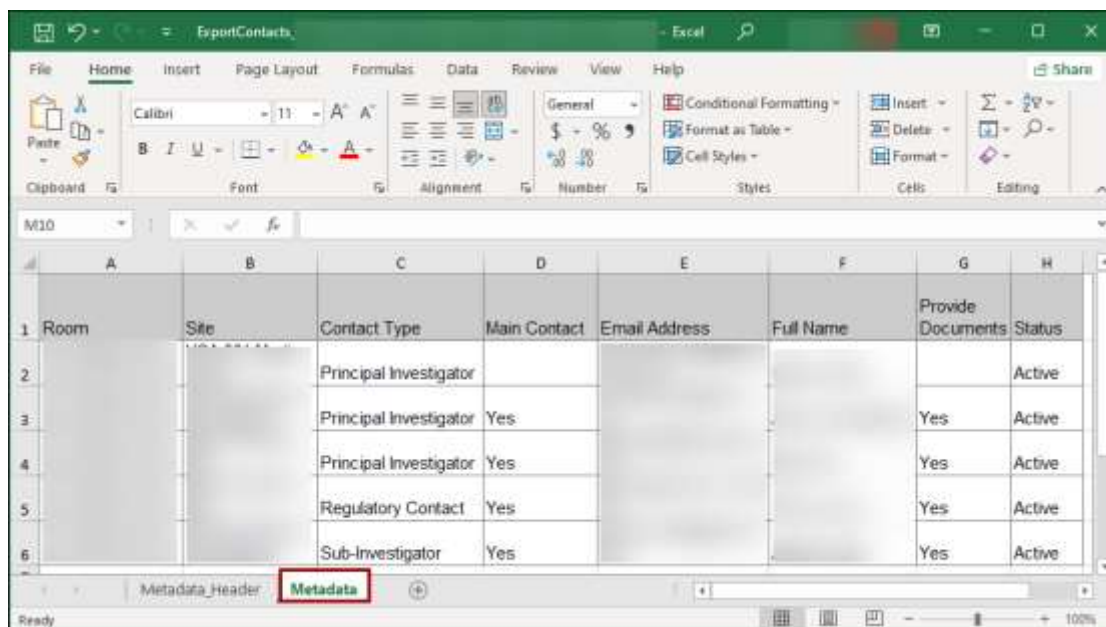 ExportContacts_ - Excel
File Home Insert Page Layout Formulas Data Review View Help Share
Paste Calibri 11 A^ A˅ General Conditional Formatting Insert Σ
B I U A $ % , Format as Table Delete
Cell Styles Format
Clipboard Font Alignment Number Styles Cells Editing
M10 fx
A B C D E F G H
1 Room Site Contact Type Main Contact Email Address Full Name Provide Documents Status
2 Principal Investigator Active
3 Principal Investigator Yes Yes Active
4 Principal Investigator Yes Yes Active
5 Regulatory Contact Yes Yes Active
6 Sub-Investigator Yes Yes Active
Metadata_Header Metadata
Ready 100%